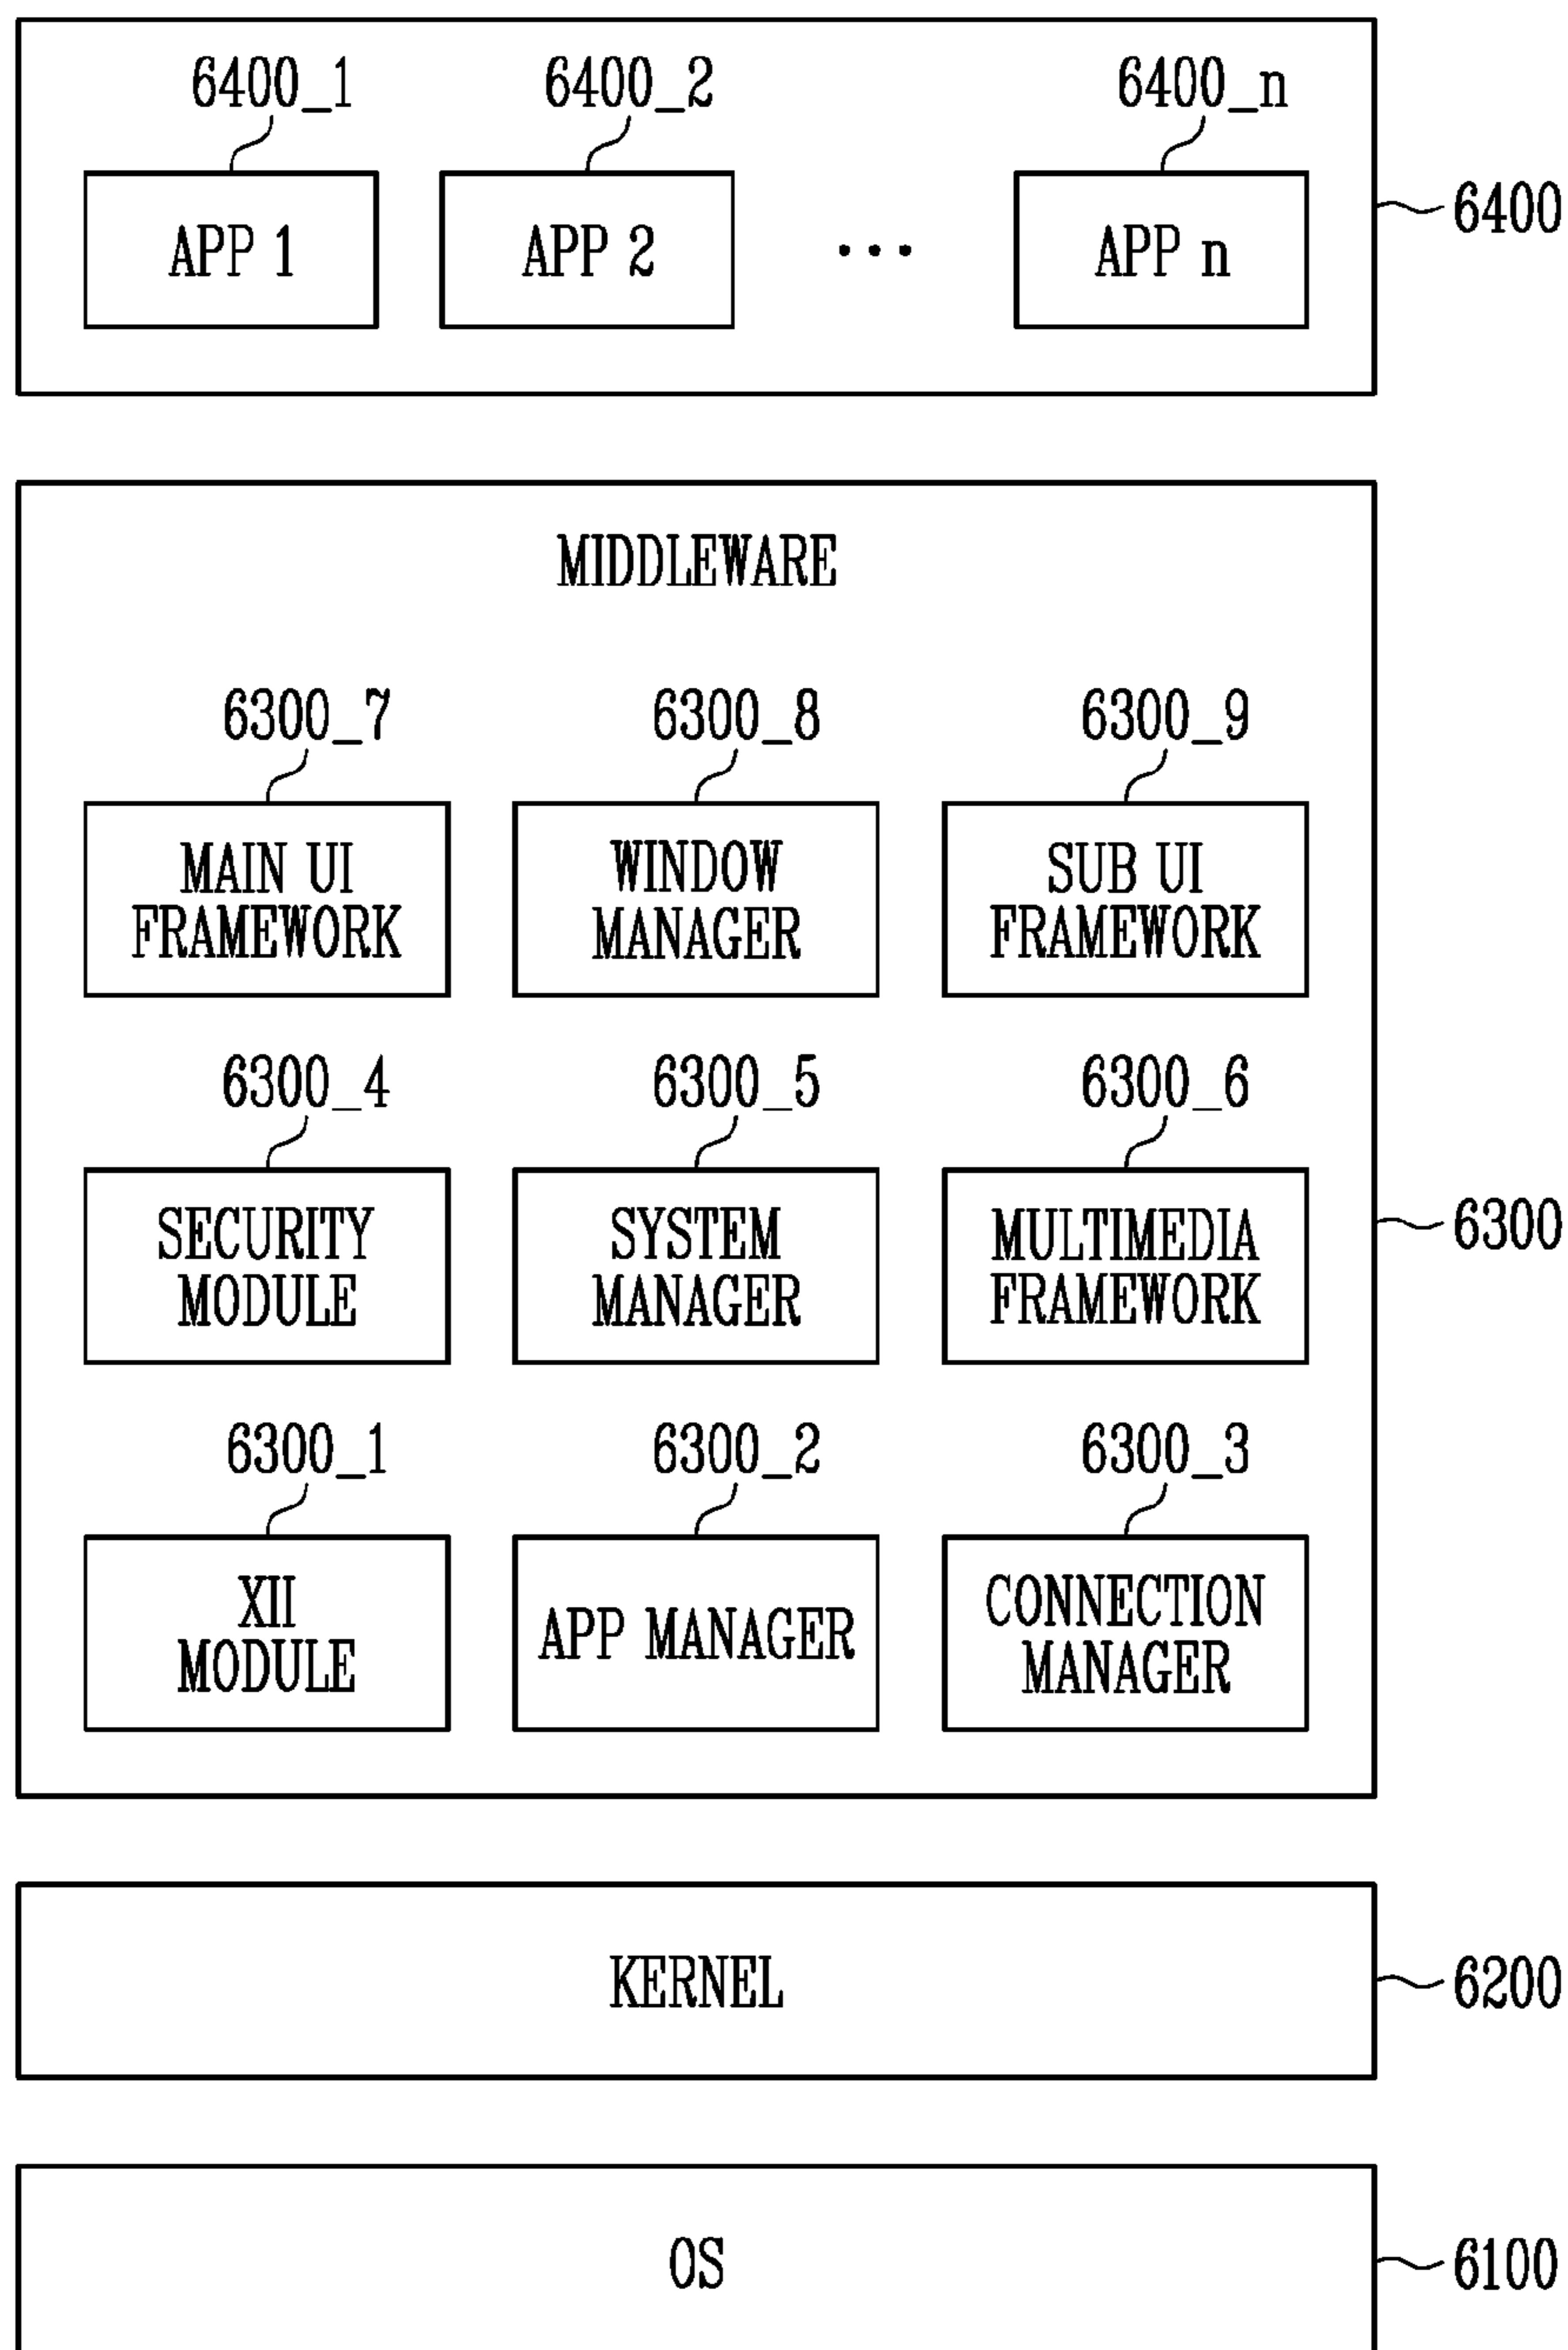 6400_1 6400_2 6400_n
APP 1 APP 2 ... APP n
6400
MIDDLEWARE
6300_7 6300_8 6300_9
MAIN UI WINDOW SUB UI
FRAMEWORK MANAGER FRAMEWORK
6300_4 6300_5 6300_6
SECURITY SYSTEM MULTIMEDIA
MODULE MANAGER FRAMEWORK
6300
6300_1 6300_2 6300_3
XII APP MANAGER CONNECTION
MODULE MANAGER
KERNEL
6200
OS
6100